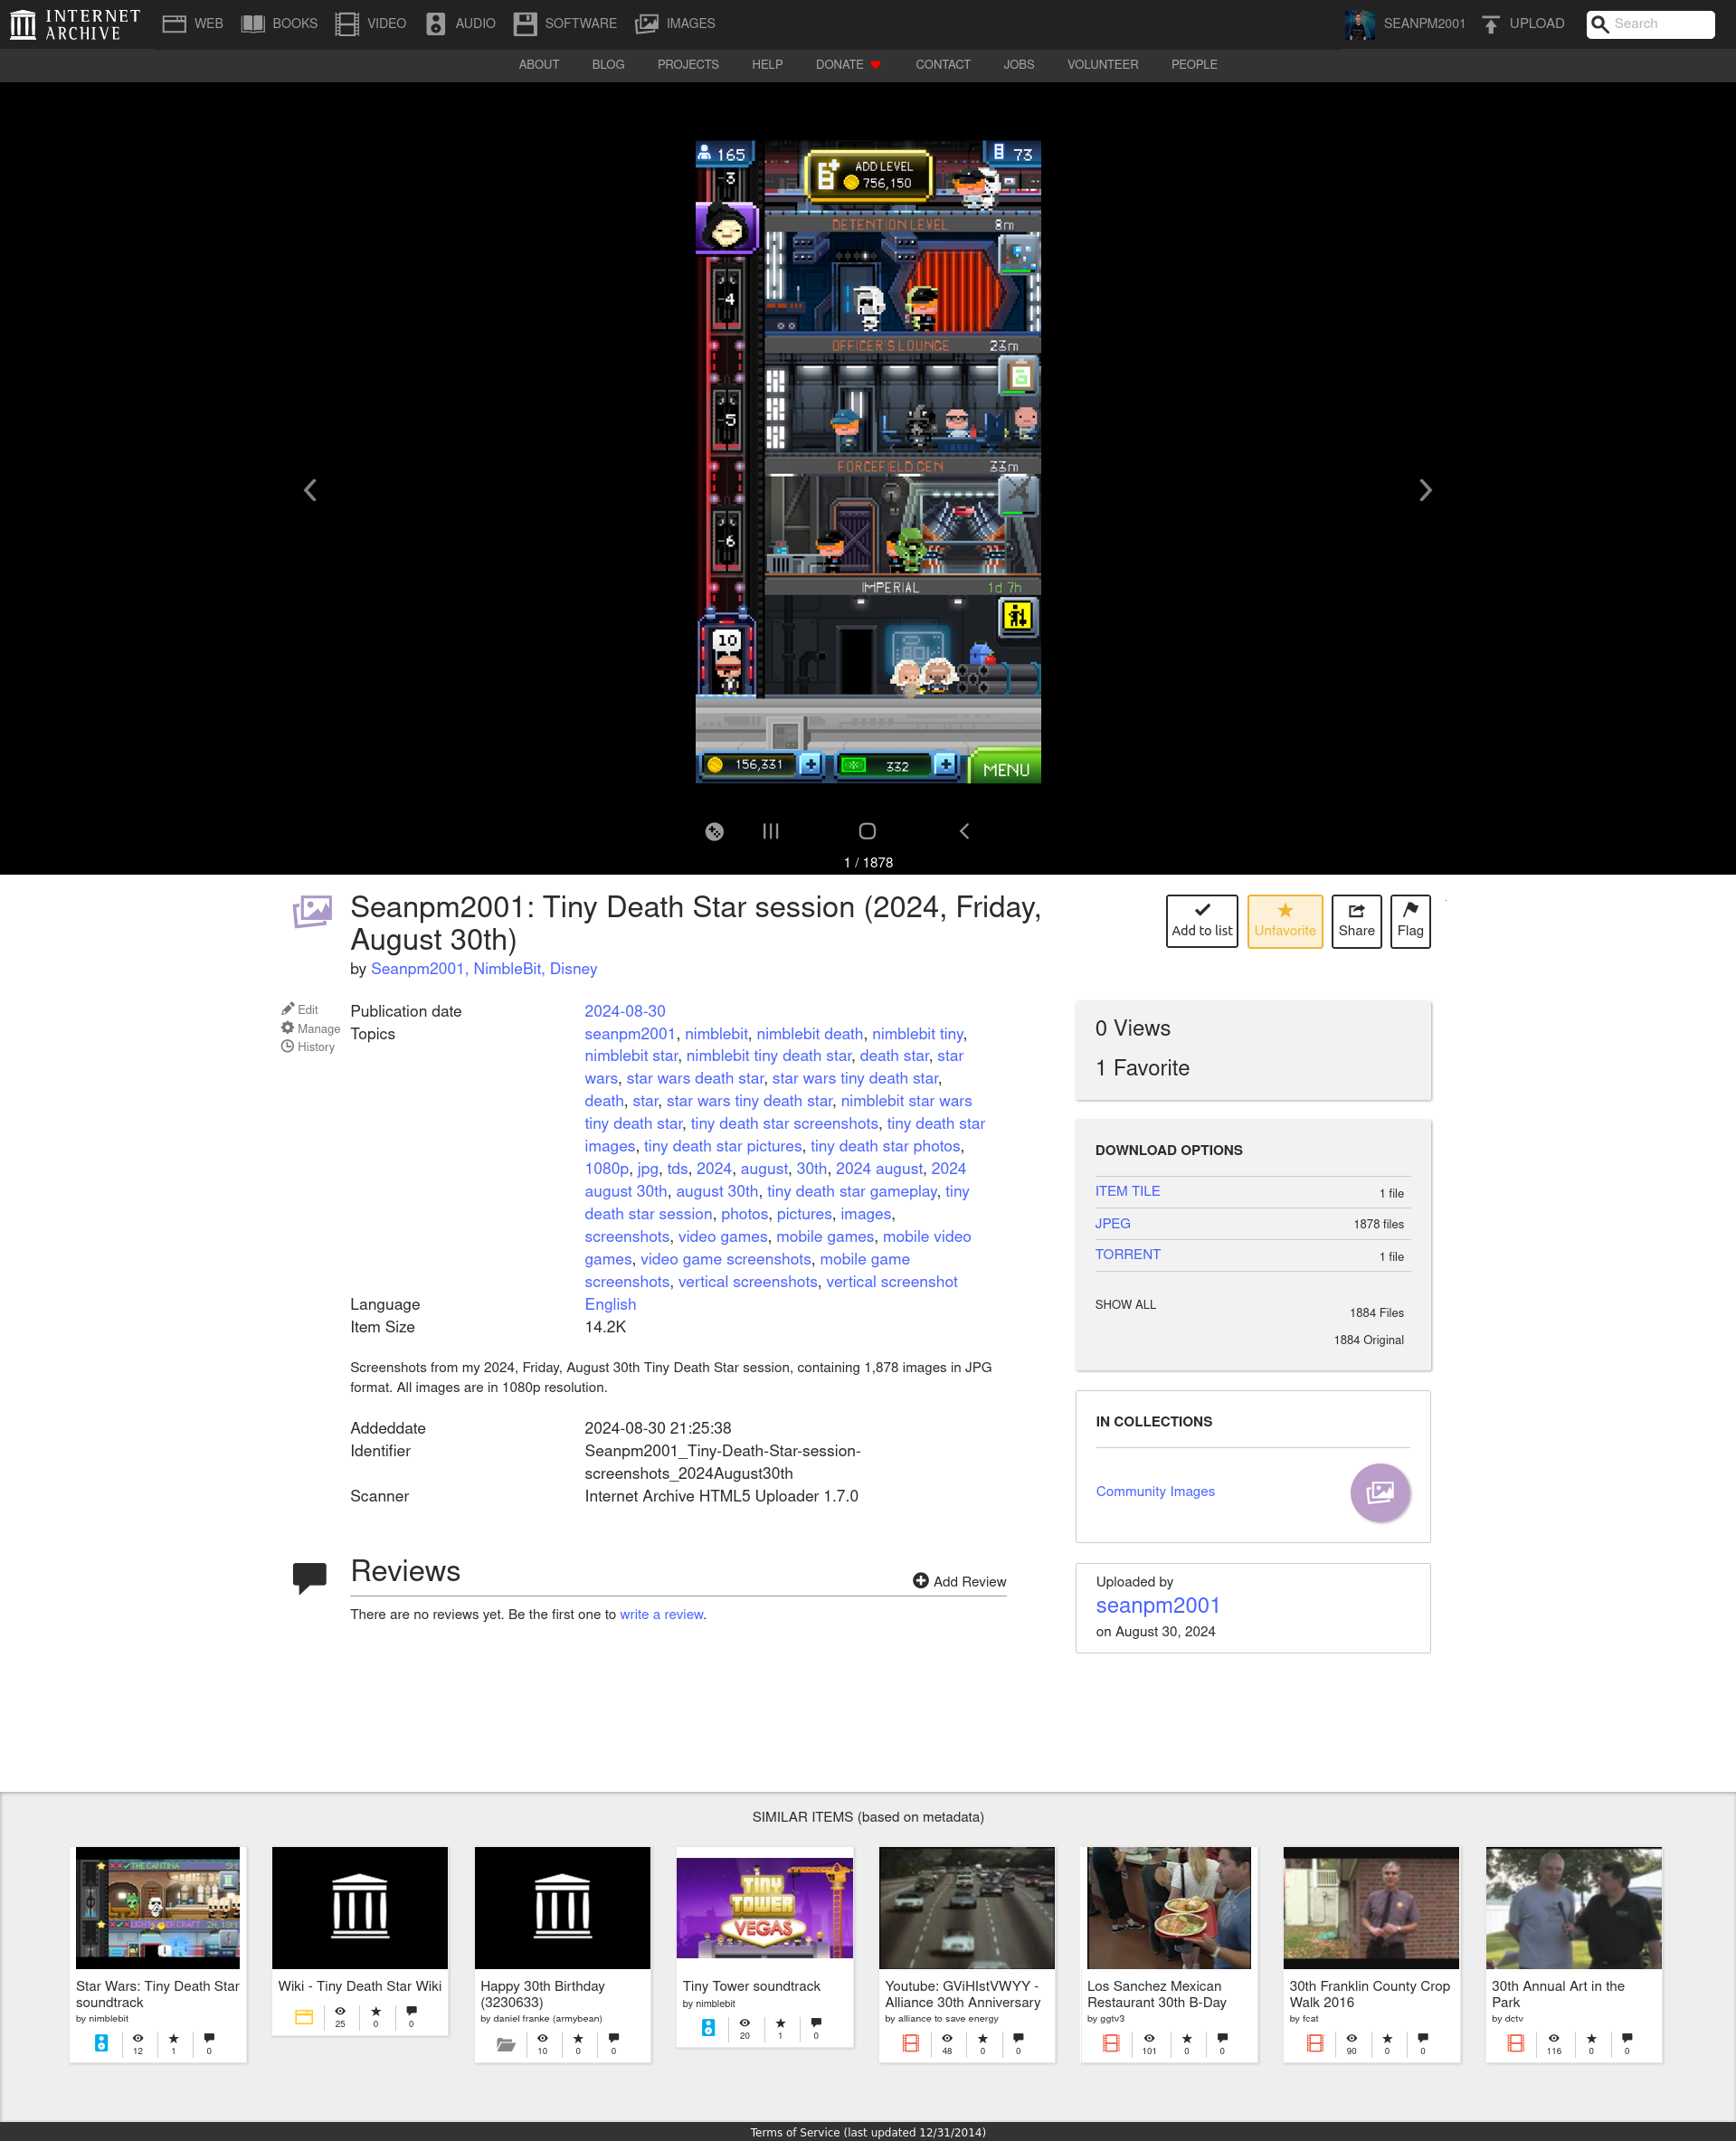 INTERNET ARCHIVE
WEB
BOOKS
VIDEO
AUDIO
SOFTWARE
IMAGES
SEANPM2001
UPLOAD
Search
ABOUT
BLOG
PROJECTS
HELP
DONATE
CONTACT
JOBS
VOLUNTEER
PEOPLE
165
ADD LEVEL
756,150
73
-3
DETENTION LEVEL
8m
-4
OFFICER'S LOUNGE
23m
-5
FORCEFIELD GEN
33m
-6
IMPERIAL
1d 7h
10
156,331
332
MENU
1 / 1878
Seanpm2001: Tiny Death Star session (2024, Friday,
August 30th)
by Seanpm2001, NimbleBit, Disney
Add to list
Unfavorite
Share
Flag
Edit
Manage
History
Publication date 2024-08-30
Topics seanpm2001, nimblebit, nimblebit death, nimblebit tiny,
nimblebit star, nimblebit tiny death star, death star, star
wars, star wars death star, star wars tiny death star,
death, star, star wars tiny death star, nimblebit star wars
tiny death star, tiny death star screenshots, tiny death star
images, tiny death star pictures, tiny death star photos,
1080p, jpg, tds, 2024, august, 30th, 2024 august, 2024
august 30th, august 30th, tiny death star gameplay, tiny
death star session, photos, pictures, images,
screenshots, video games, mobile games, mobile video
games, video game screenshots, mobile game
screenshots, vertical screenshots, vertical screenshot
Language English
Item Size 14.2K
Screenshots from my 2024, Friday, August 30th Tiny Death Star session, containing 1,878 images in JPG
format. All images are in 1080p resolution.
Addeddate 2024-08-30 21:25:38
Identifier Seanpm2001_Tiny-Death-Star-session-
screenshots_2024August30th
Scanner Internet Archive HTML5 Uploader 1.7.0
Reviews
Add Review
There are no reviews yet. Be the first one to write a review.
0 Views
1 Favorite
DOWNLOAD OPTIONS
ITEM TILE 1 file
JPEG 1878 files
TORRENT 1 file
SHOW ALL 1884 Files
1884 Original
IN COLLECTIONS
Community Images
Uploaded by
seanpm2001
on August 30, 2024
SIMILAR ITEMS (based on metadata)
THE CANTINA
Star Wars: Tiny Death Star
soundtrack
by nimblebit
12 1 0
Wiki - Tiny Death Star Wiki
25 0 0
Happy 30th Birthday
(3230633)
by daniel franke (armybean)
10 0 0
TINY
TOWER
VEGAS
Tiny Tower soundtrack
by nimblebit
20 1 0
Youtube: GViHIstVWYY -
Alliance 30th Anniversary
by alliance to save energy
48 0 0
Los Sanchez Mexican
Restaurant 30th B-Day
by ggtv3
101 0 0
30th Franklin County Crop
Walk 2016
by fcat
90 0 0
30th Annual Art in the
Park
by dctv
116 0 0
Terms of Service (last updated 12/31/2014)